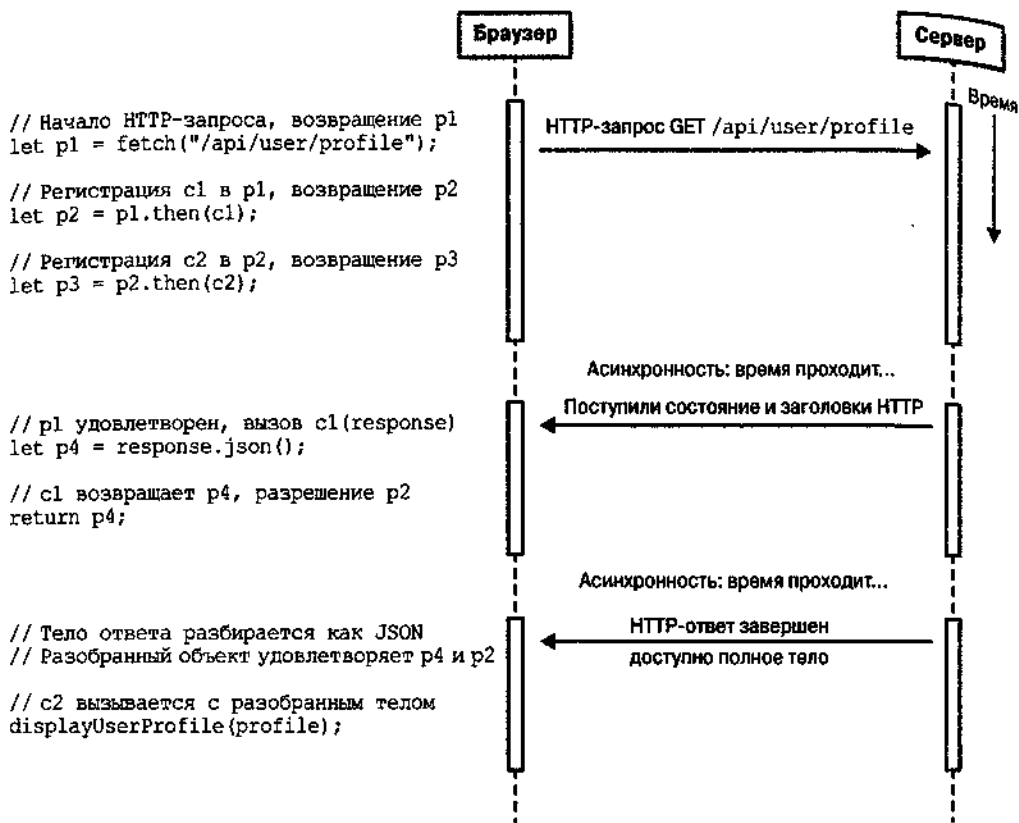 Браузер
Сервер
Время
// Начало HTTP-запроса, возвращение p1
let p1 = fetch("/api/user/profile");
HTTP-запрос GET /api/user/profile
// Регистрация c1 в p1, возвращение p2
let p2 = p1.then(c1);
// Регистрация c2 в p2, возвращение p3
let p3 = p2.then(c2);
Асинхронность: время проходит...
Поступили состояние и заголовки HTTP
// p1 удовлетворен, вызов c1(response)
let p4 = response.json();
// c1 возвращает p4, разрешение p2
return p4;
Асинхронность: время проходит...
HTTP-ответ завершен
доступно полное тело
// Тело ответа разбирается как JSON
// Разобранный объект удовлетворяет p4 и p2
// c2 вызывается с разобранным телом
displayUserProfile(profile);